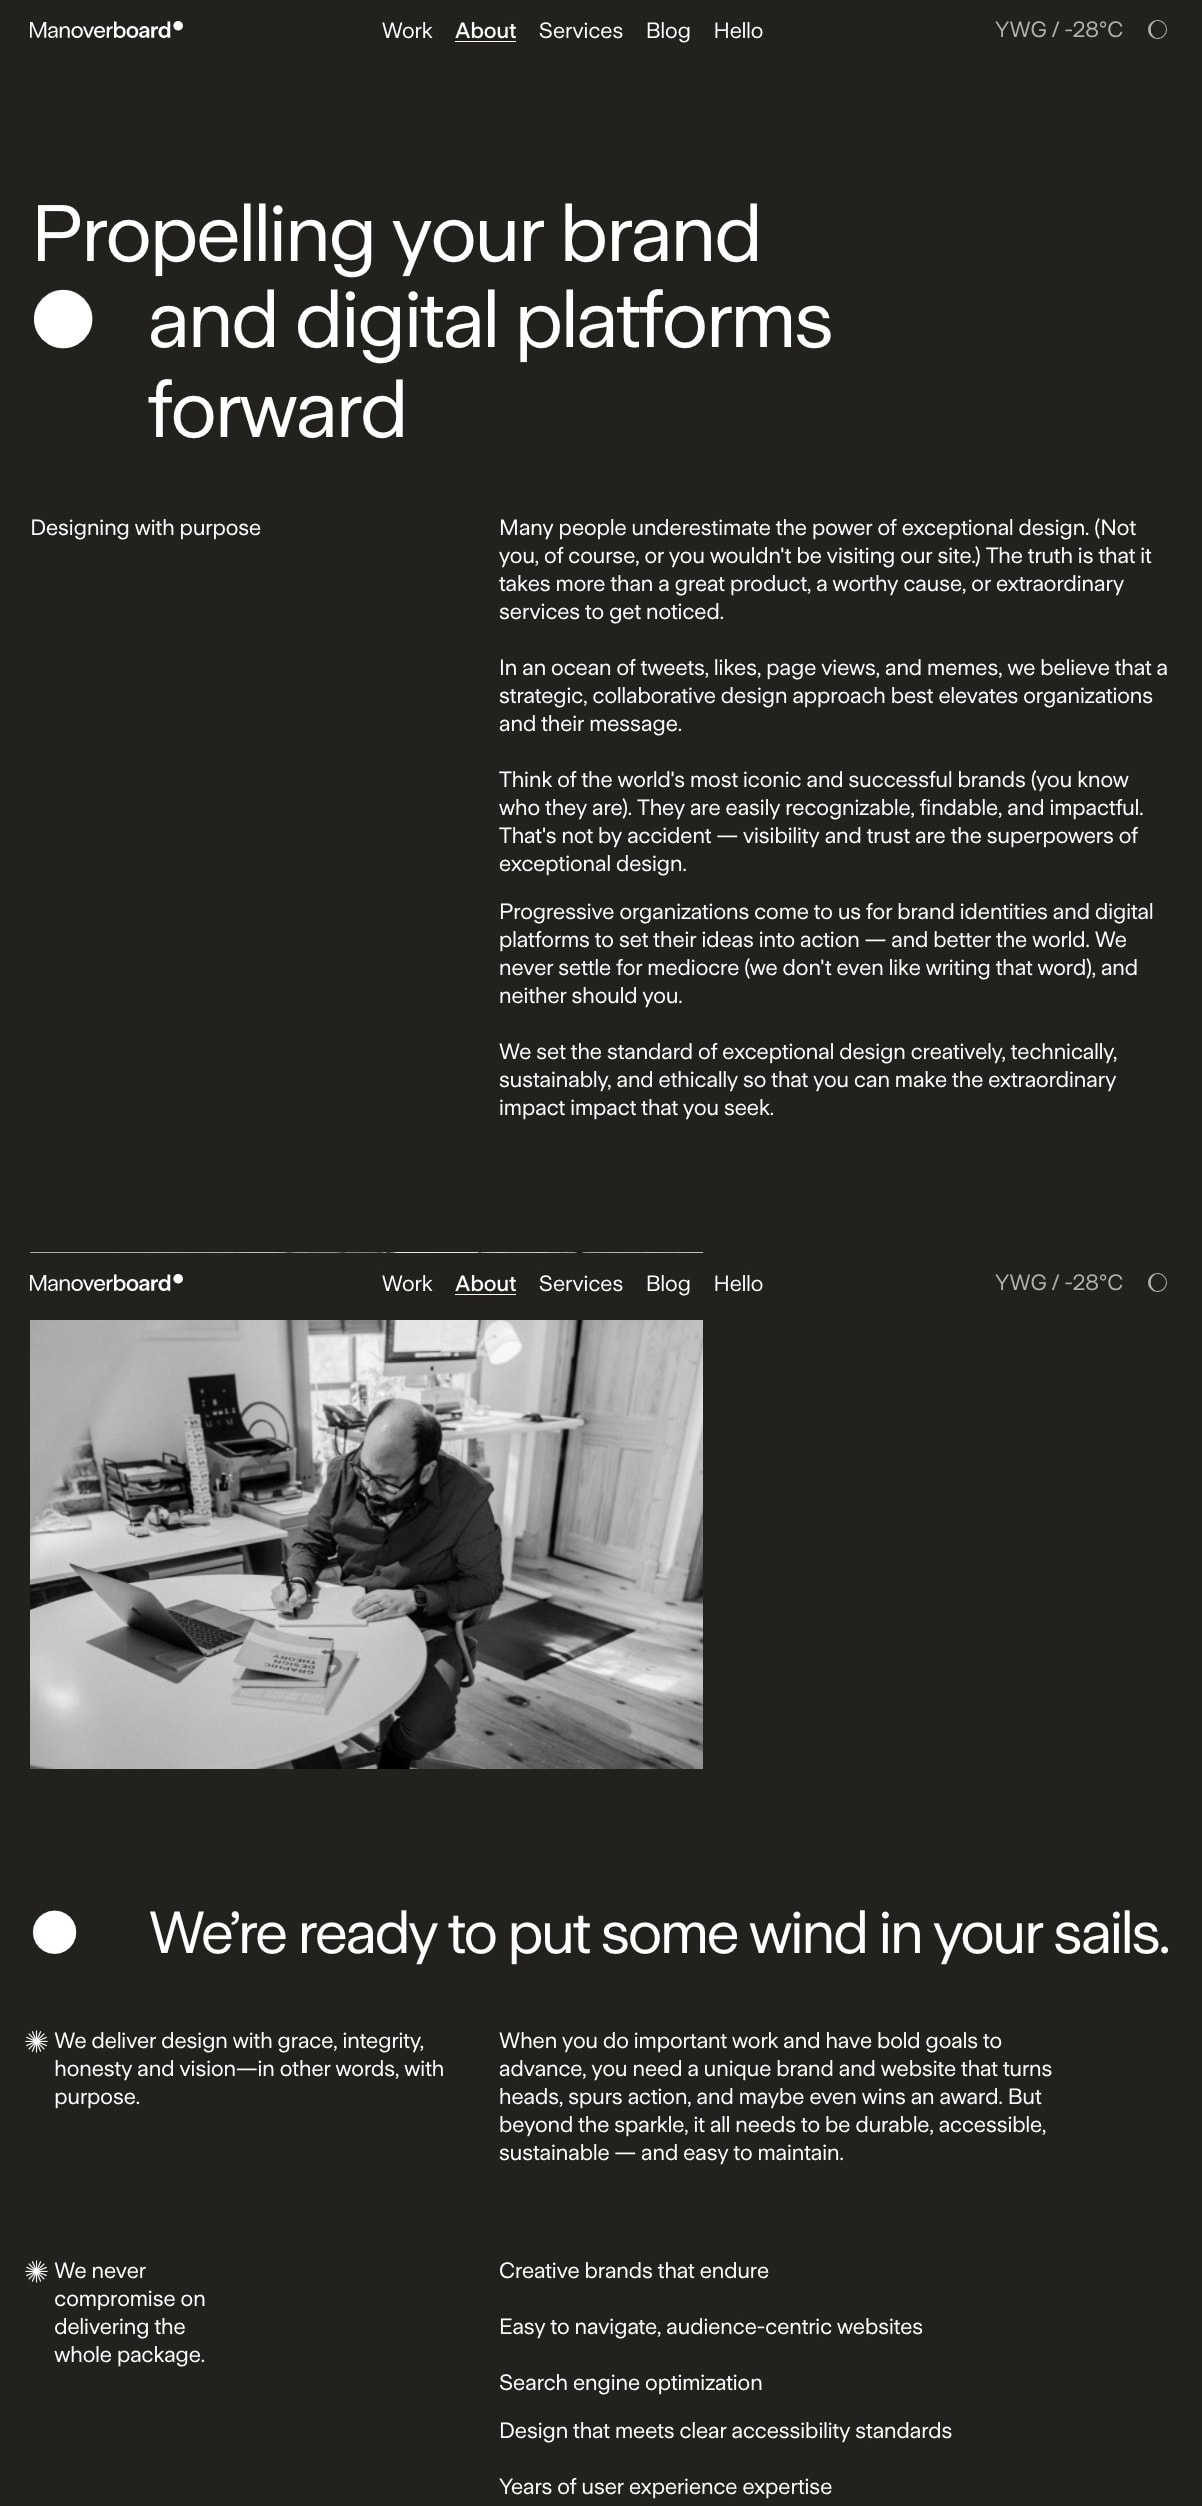 Manoverboard
Work About Services Blog Hello
YWG / -28°C
Propelling your brand
and digital platforms
forward
Designing with purpose
Many people underestimate the power of exceptional design. (Not
you, of course, or you wouldn't be visiting our site.) The truth is that it
takes more than a great product, a worthy cause, or extraordinary
services to get noticed.
In an ocean of tweets, likes, page views, and memes, we believe that a
strategic, collaborative design approach best elevates organizations
and their message.
Think of the world's most iconic and successful brands (you know
who they are). They are easily recognizable, findable, and impactful.
That's not by accident — visibility and trust are the superpowers of
exceptional design.
Progressive organizations come to us for brand identities and digital
platforms to set their ideas into action — and better the world. We
never settle for mediocre (we don't even like writing that word), and
neither should you.
We set the standard of exceptional design creatively, technically,
sustainably, and ethically so that you can make the extraordinary
impact impact that you seek.
Manoverboard
Work About Services Blog Hello
YWG / -28°C
GRAPHIC
DESIGN
THEORY
We’re ready to put some wind in your sails.
We deliver design with grace, integrity,
honesty and vision—in other words, with
purpose.
When you do important work and have bold goals to
advance, you need a unique brand and website that turns
heads, spurs action, and maybe even wins an award. But
beyond the sparkle, it all needs to be durable, accessible,
sustainable — and easy to maintain.
We never
compromise on
delivering the
whole package.
Creative brands that endure
Easy to navigate, audience-centric websites
Search engine optimization
Design that meets clear accessibility standards
Years of user experience expertise